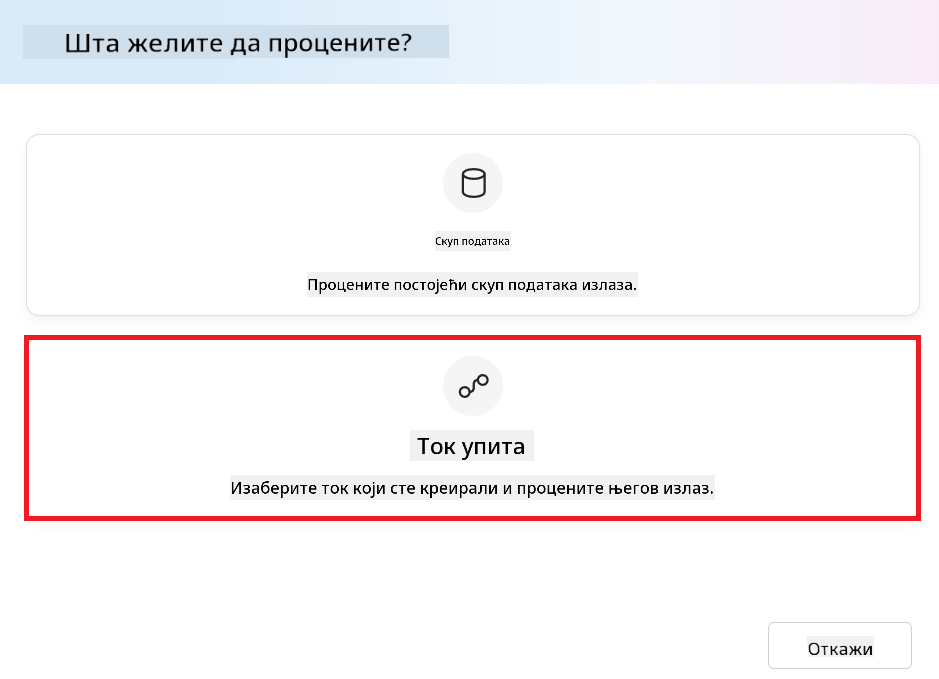 Шта желите да процените?
Скуп података
Процените постојећи скуп података излаза.
Ток упита
Изаберите ток који сте креирали и процените његов излаз.
Откажи